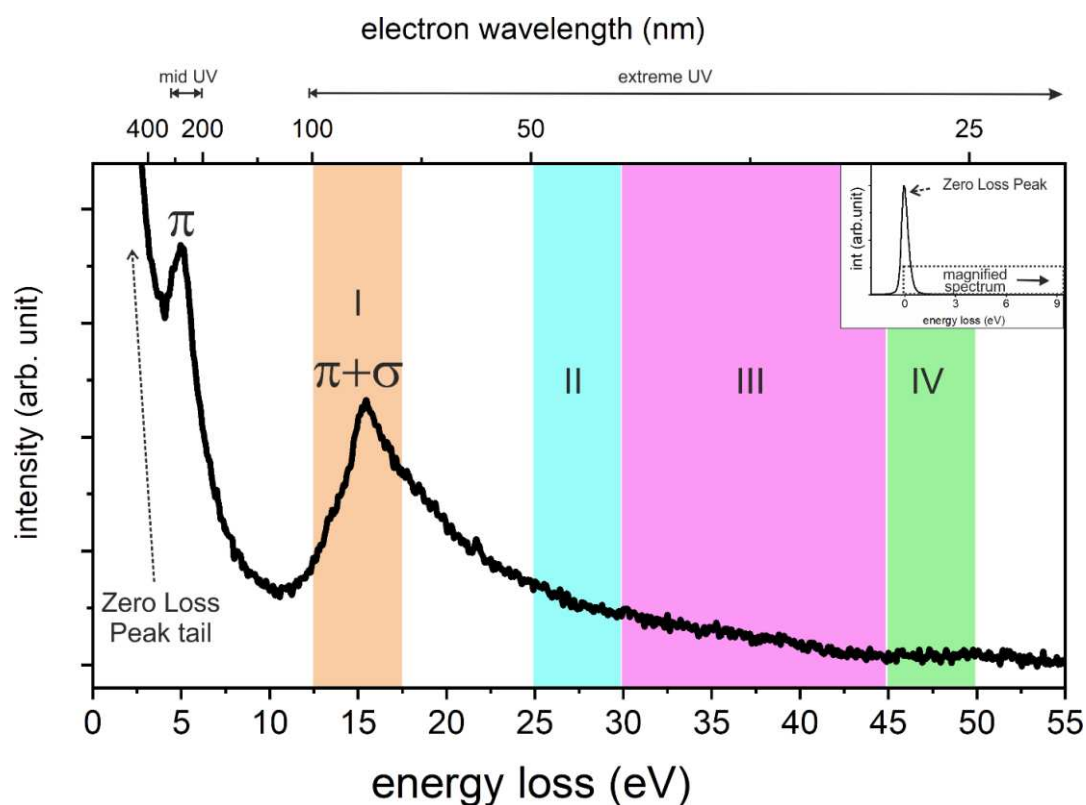 electron wavelength (nm)
mid UV
extreme UV
400 200 100 50 25
Zero Loss Peak
int (arb.unit)
magnified
spectrum
0 3 6 9
energy loss (eV)
π
I
π+σ
II
III
IV
intensity (arb. unit)
Zero Loss
Peak tail
0 5 10 15 20 25 30 35 40 45 50 55
energy loss (eV)